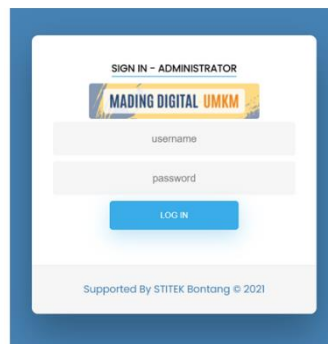 SIGN IN - ADMINISTRATOR
MADING DIGITAL UMKM
username
password
LOG IN
Supported By STITEK Bontang © 2021